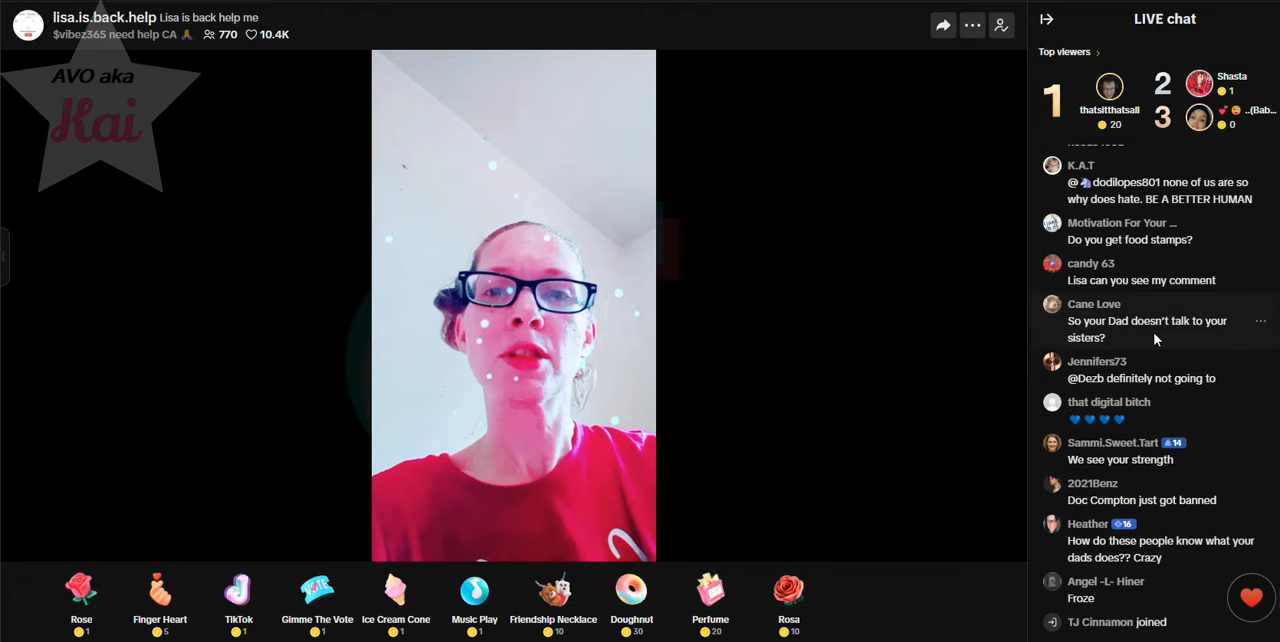 lisa.is.back.help Lisa is back help me
$vibez365 need help CA 770 10.4K
AVO aka
Kai
LIVE chat
Top viewers
1 thatsitthatsall 20
2 Shasta 1
3 ..(Bab... 0
K.A.T
@ dodilopes801 none of us are so
why does hate. BE A BETTER HUMAN
Motivation For Your ...
Do you get food stamps?
candy 63
Lisa can you see my comment
Cane Love
So your Dad doesn't talk to your
sisters?
Jennifers73
@Dezb definitely not going to
that digital bitch
Sammi.Sweet.Tart 14
We see your strength
2021Benz
Doc Compton just got banned
Heather 16
How do these people know what your
dads does?? Crazy
Angel -L- Hiner
Froze
TJ Cinnamon joined
Rose Finger Heart TikTok Gimme The Vote Ice Cream Cone Music Play Friendship Necklace Doughnut Perfume Rosa
1 5 1 1 1 1 10 30 20 10